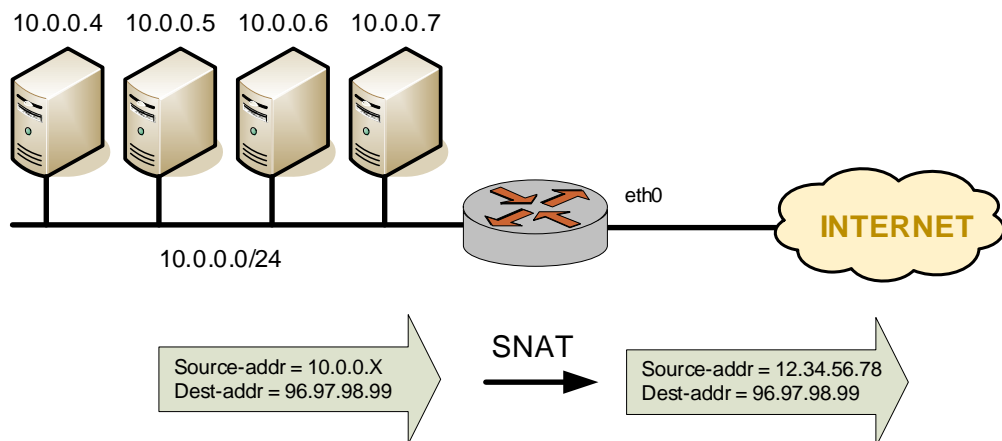 10.0.0.4 10.0.0.5 10.0.0.6 10.0.0.7
eth0
INTERNET
10.0.0.0/24
SNAT
Source-addr = 10.0.0.X
Dest-addr = 96.97.98.99
Source-addr = 12.34.56.78
Dest-addr = 96.97.98.99